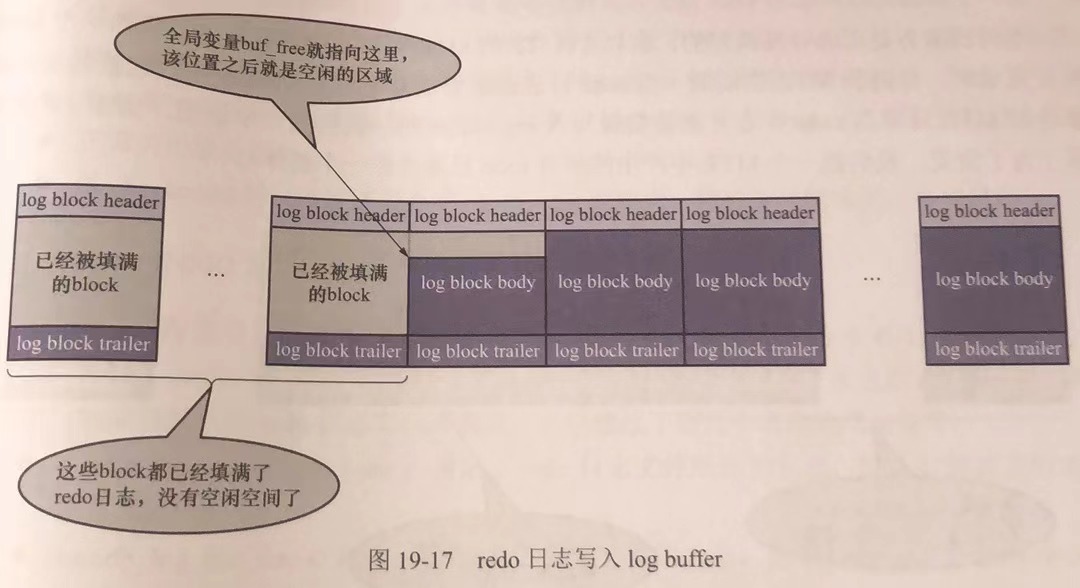 全局变量buf_free就指向这里，
该位置之后就是空闲的区域
log block header
log block header
log block header
log block header
log block header
log block header
已经被填满
的block
...
已经被填满
的block
log block body
log block body
log block body
...
log block body
log block trailer
log block trailer
log block trailer
log block trailer
log block trailer
log block trailer
这些block都已经填满了
redo日志，没有空闲空间了
图 19-17 redo 日志写入 log buffer